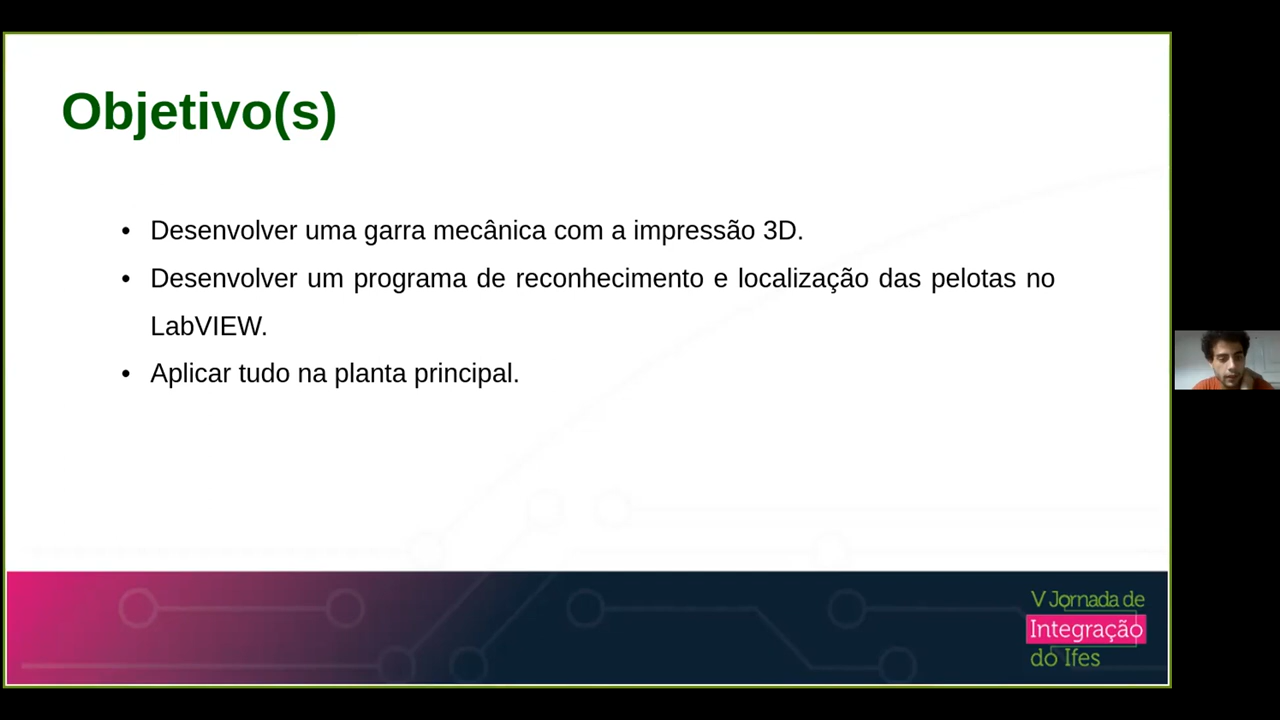 Objetivo(s)
• Desenvolver uma garra mecânica com a impressão 3D.
• Desenvolver um programa de reconhecimento e localização das pelotas no
LabVIEW.
• Aplicar tudo na planta principal.
V Jornada de
Integração
do Ifes